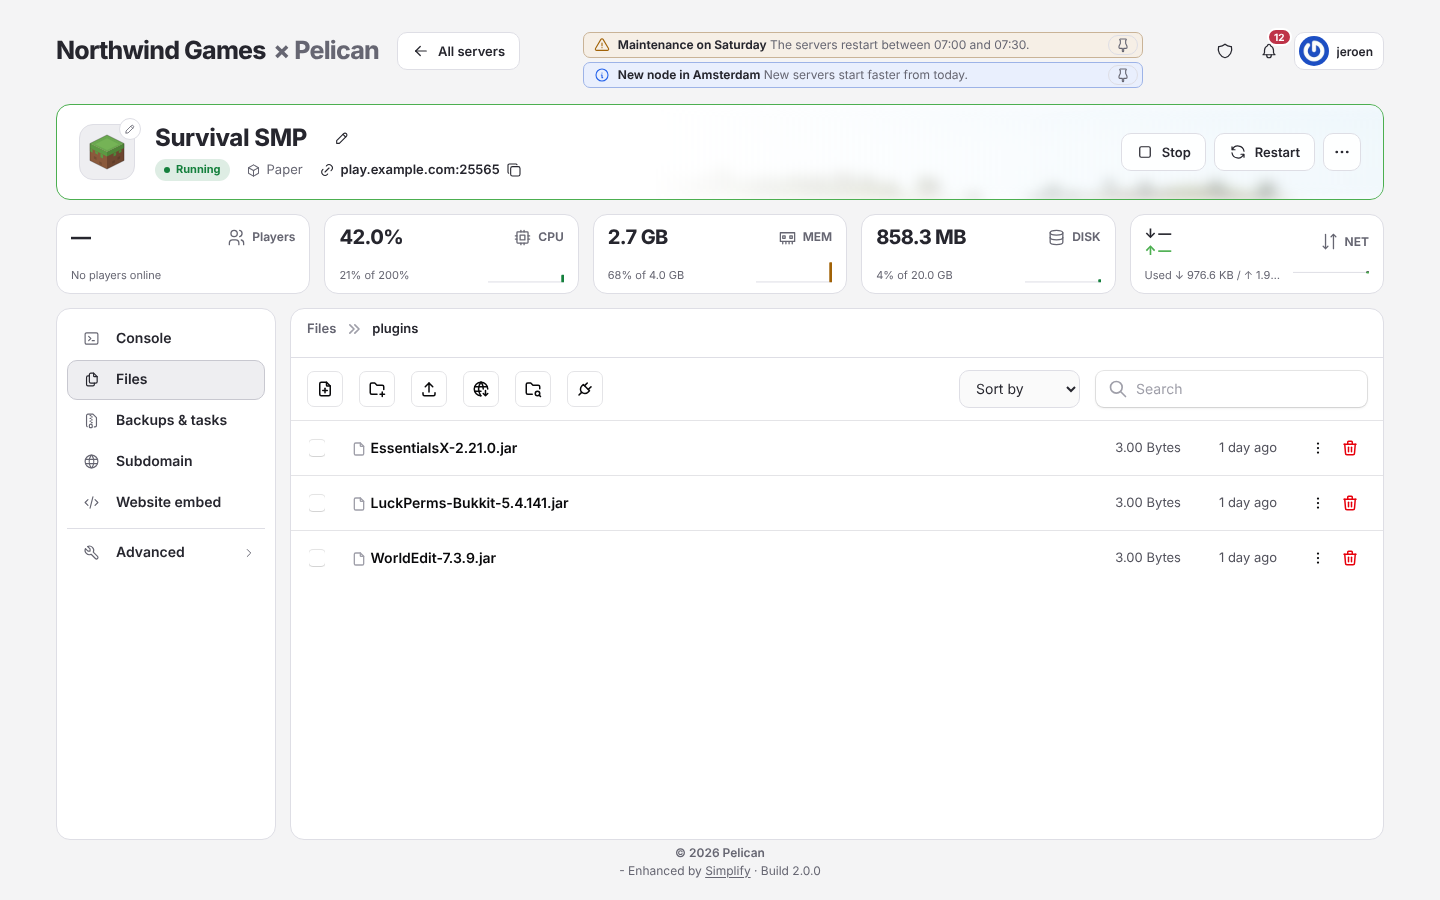 Northwind Games × Pelican
All servers
Maintenance on Saturday The servers restart between 07:00 and 07:30.
New node in Amsterdam New servers start faster from today.
12
jeroen
Survival SMP
Running
Paper
play.example.com:25565
Stop
Restart
—
Players
No players online
42.0%
CPU
21% of 200%
2.7 GB
MEM
68% of 4.0 GB
858.3 MB
DISK
4% of 20.0 GB
↓ —
↑ —
NET
Used ↓ 976.6 KB / ↑ 1.9...
Console
Files
Backups & tasks
Subdomain
Website embed
Advanced
Files
plugins
Sort by
Search
EssentialsX-2.21.0.jar 3.00 Bytes 1 day ago
LuckPerms-Bukkit-5.4.141.jar 3.00 Bytes 1 day ago
WorldEdit-7.3.9.jar 3.00 Bytes 1 day ago
© 2026 Pelican
- Enhanced by Simplify · Build 2.0.0